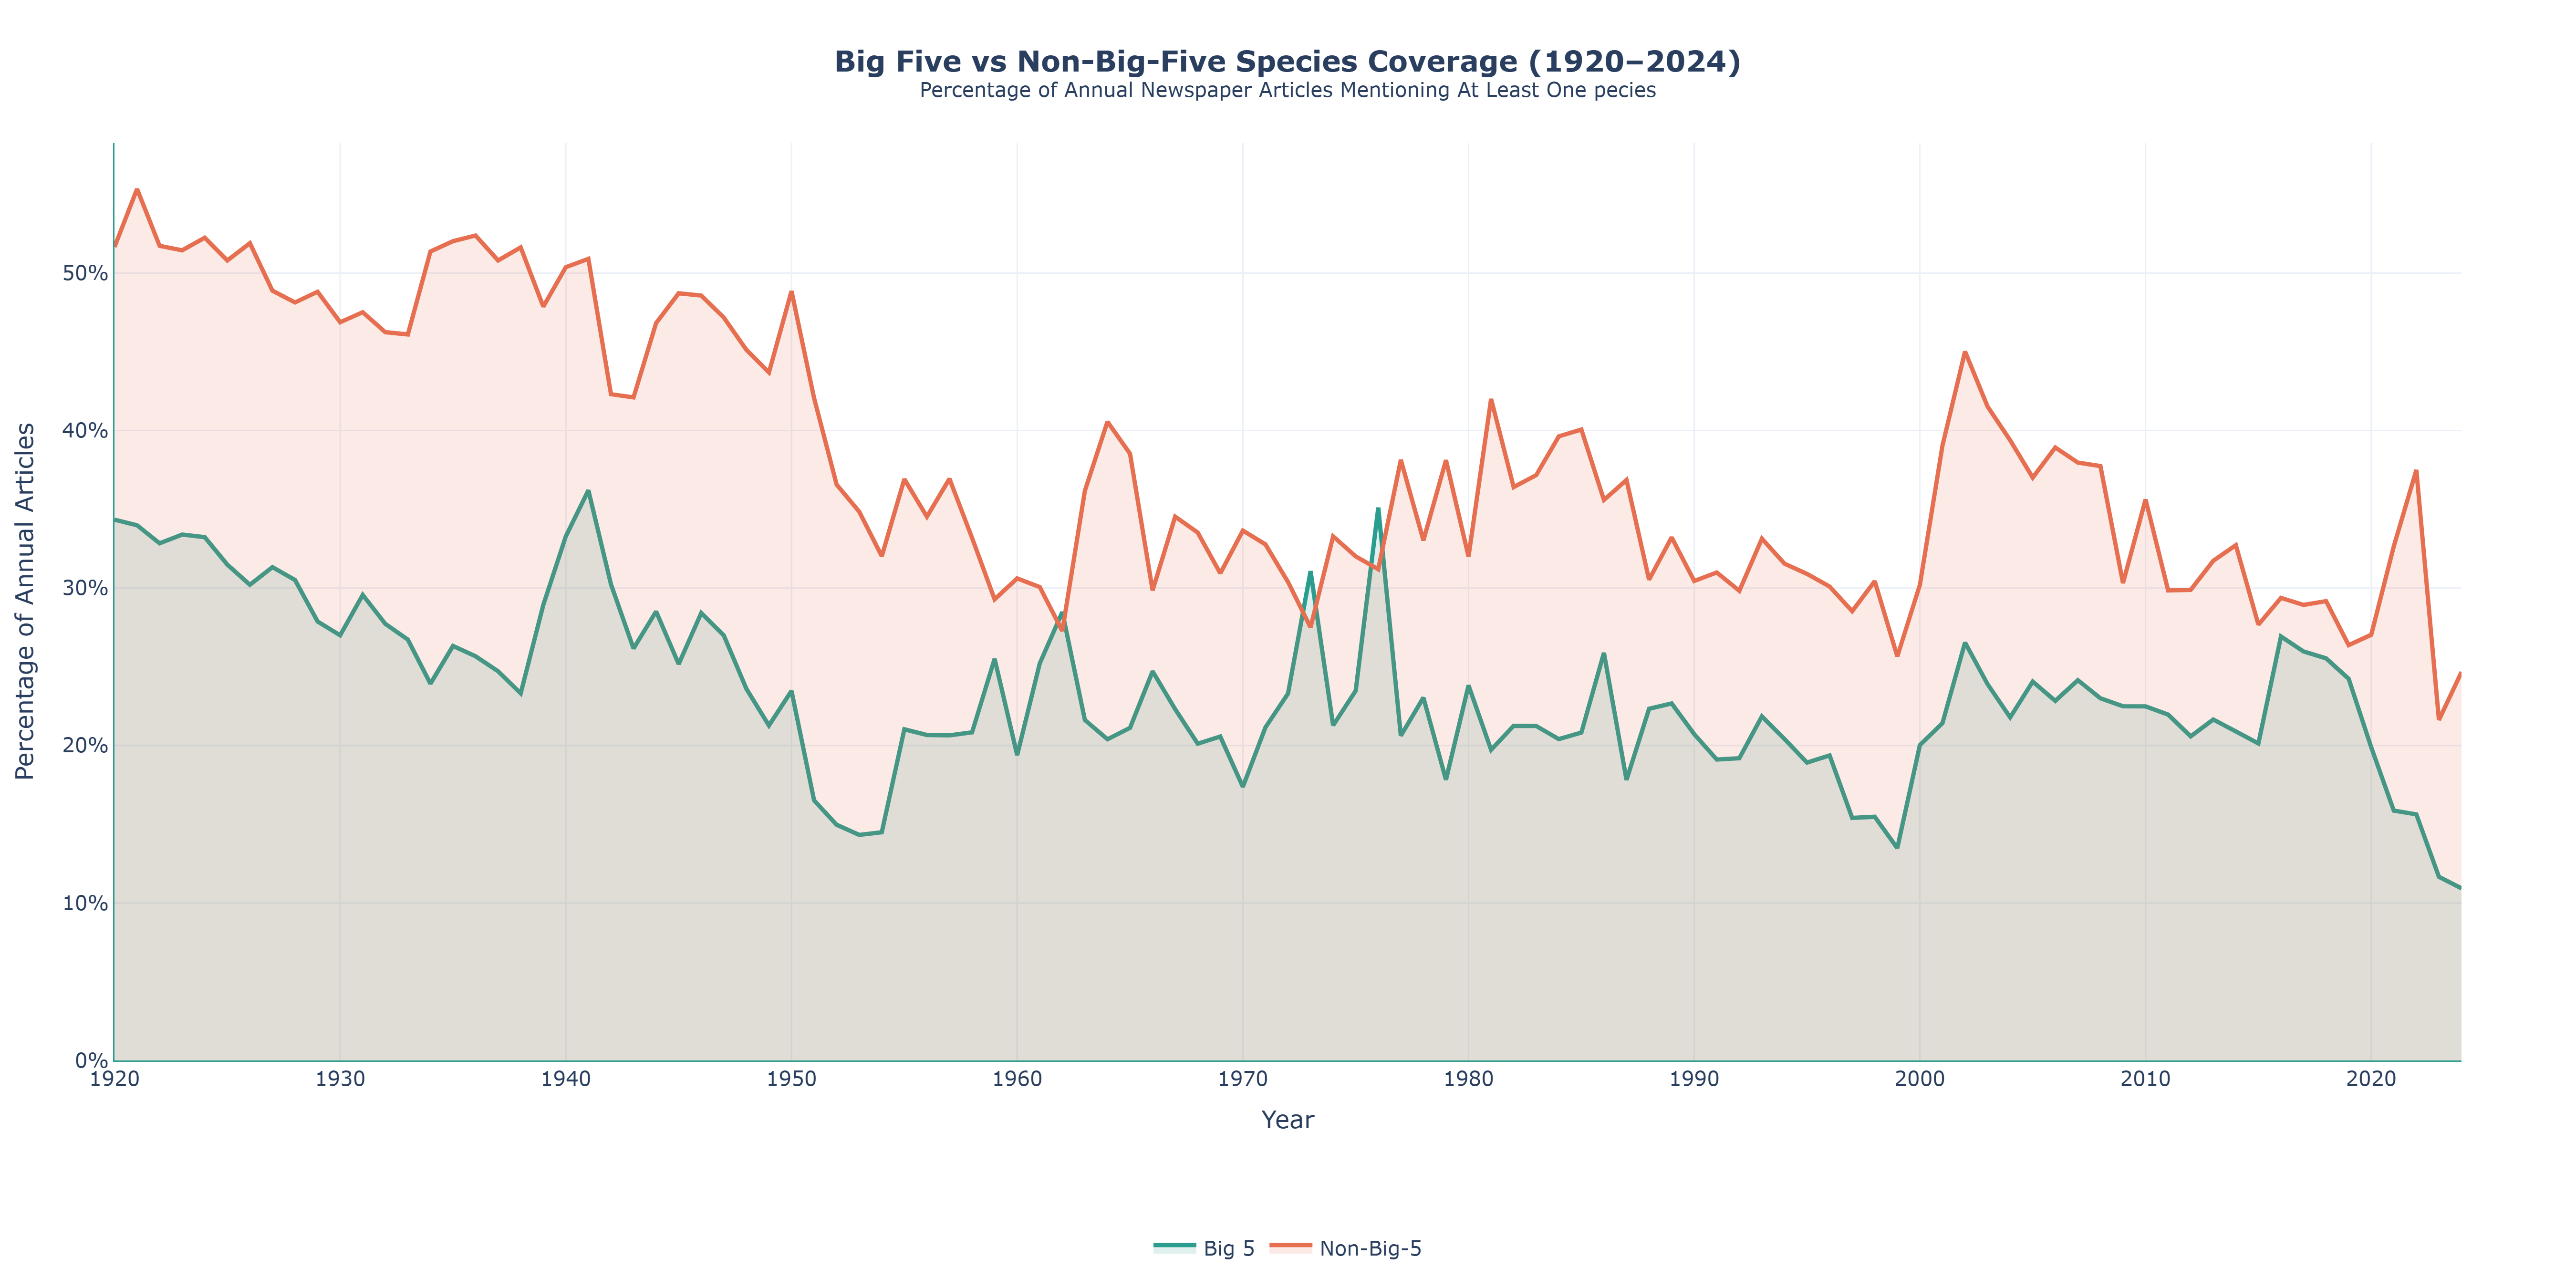 Big Five vs Non-Big-Five Species Coverage (1920–2024)
Percentage of Annual Newspaper Articles Mentioning At Least One pecies
Percentage of Annual Articles
50%
40%
30%
20%
10%
0%
1920 1930 1940 1950 1960 1970 1980 1990 2000 2010 2020
Year
Big 5 Non-Big-5